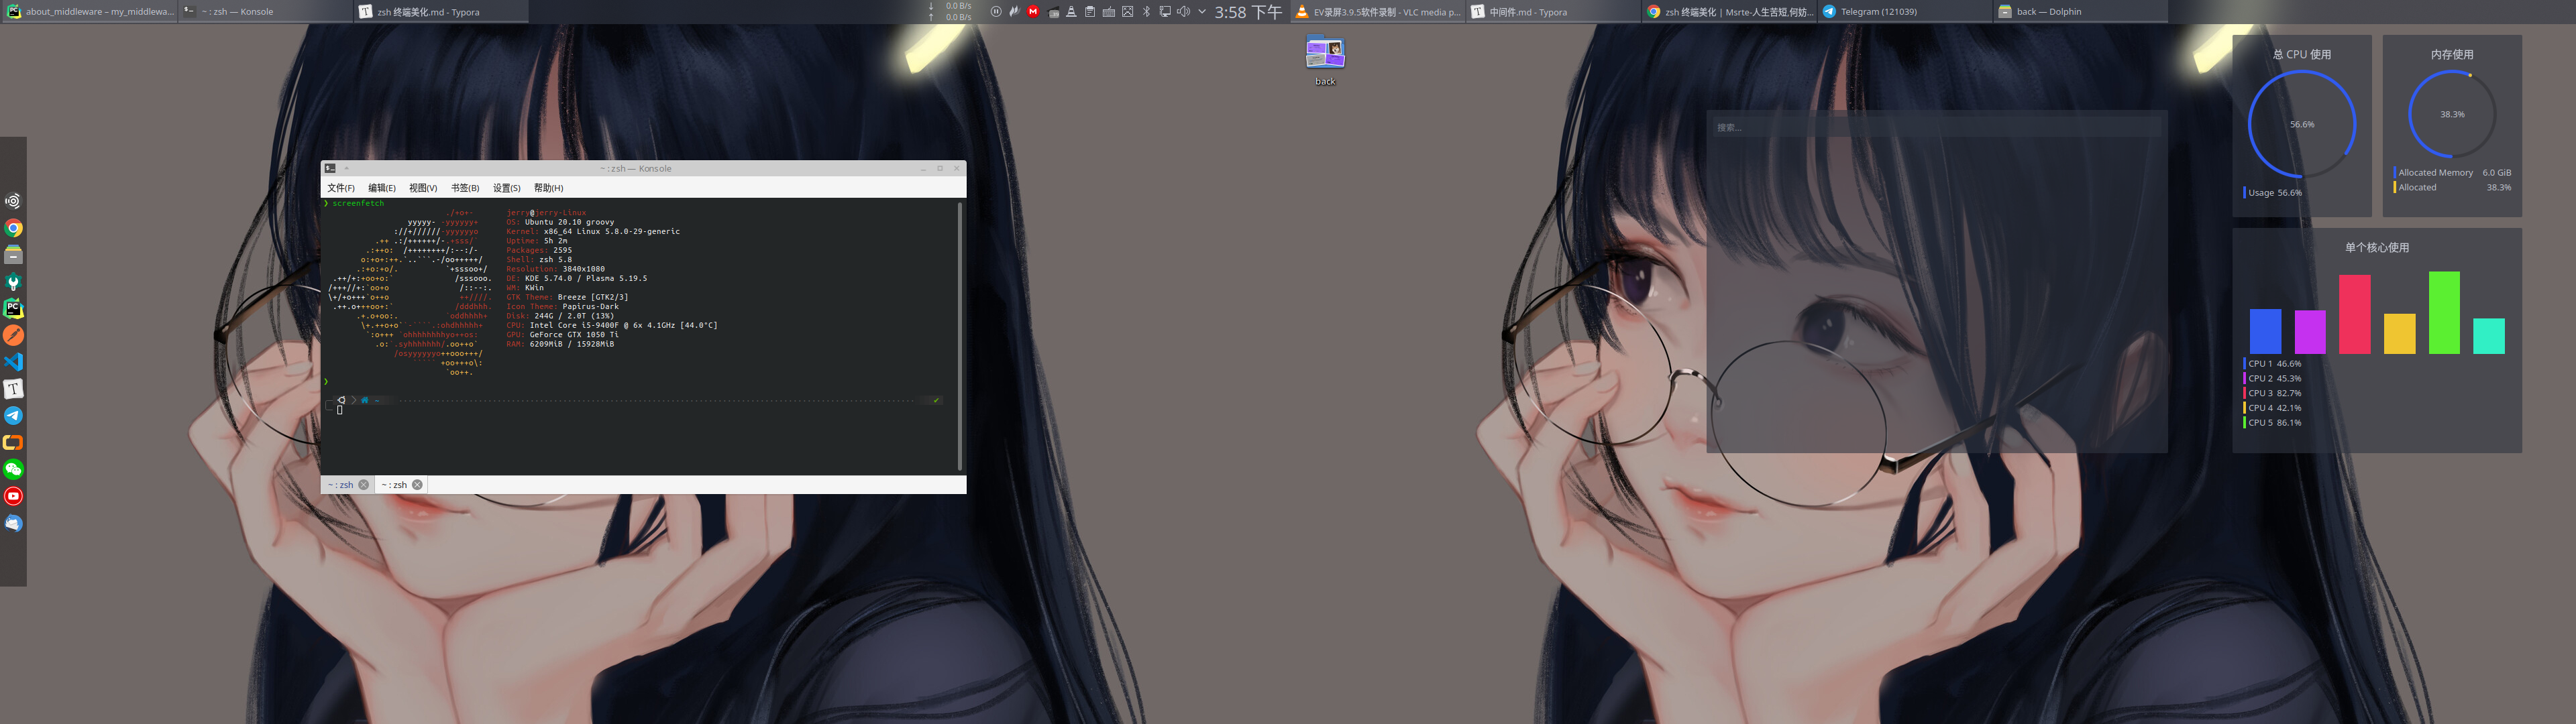 about_middleware – my_middlewa...
~ : zsh — Konsole
zsh 终端美化.md - Typora
0.0 B/s
0.0 B/s
3:58 下午
EV录屏3.9.5软件录制 - VLC media p...
中间件.md - Typora
zsh 终端美化 | Msrte-人生苦短,何妨...
Telegram (121039)
back — Dolphin
back
搜索...
总 CPU 使用
56.6%
Usage 56.6%
内存使用
38.3%
Allocated Memory 6.0 GiB
Allocated 38.3%
单个核心使用
CPU 1 46.6%
CPU 2 45.3%
CPU 3 82.7%
CPU 4 42.1%
CPU 5 86.1%
~ : zsh — Konsole
文件(F) 编辑(E) 视图(V) 书签(B) 设置(S) 帮助(H)
❯ screenfetch
jerry@jerry-Linux
OS: Ubuntu 20.10 groovy
Kernel: x86_64 Linux 5.8.0-29-generic
Uptime: 5h 2m
Packages: 2595
Shell: zsh 5.8
Resolution: 3840x1080
DE: KDE 5.74.0 / Plasma 5.19.5
WM: KWin
GTK Theme: Breeze [GTK2/3]
Icon Theme: Papirus-Dark
Disk: 244G / 2.0T (13%)
CPU: Intel Core i5-9400F @ 6x 4.1GHz [44.0°C]
GPU: GeForce GTX 1050 Ti
RAM: 6209MiB / 15928MiB
❯
~
~ : zsh
~ : zsh